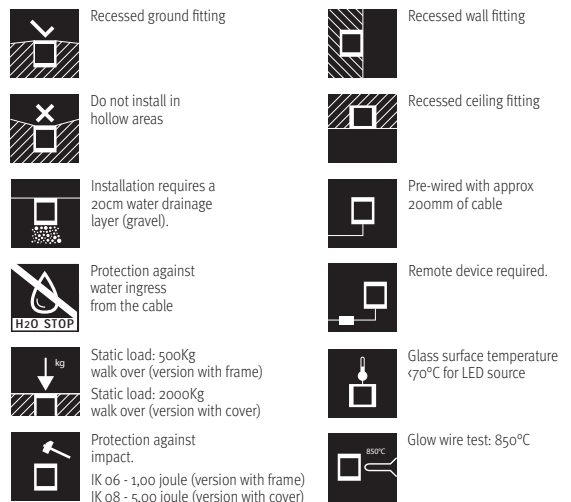 Recessed ground fitting
Do not install in
hollow areas
Installation requires a
20cm water drainage
layer (gravel).
H2O STOP
Protection against
water ingress
from the cable
kg
Static load: 500Kg
walk over (version with frame)
Static load: 2000Kg
walk over (version with cover)
Protection against
impact.
IK 06 - 1,00 joule (version with frame)
IK 08 - 5,00 joule (version with cover)
Recessed wall fitting
Recessed ceiling fitting
Pre-wired with approx
200mm of cable
Remote device required.
Glass surface temperature
<70°C for LED source
850°C
Glow wire test: 850°C